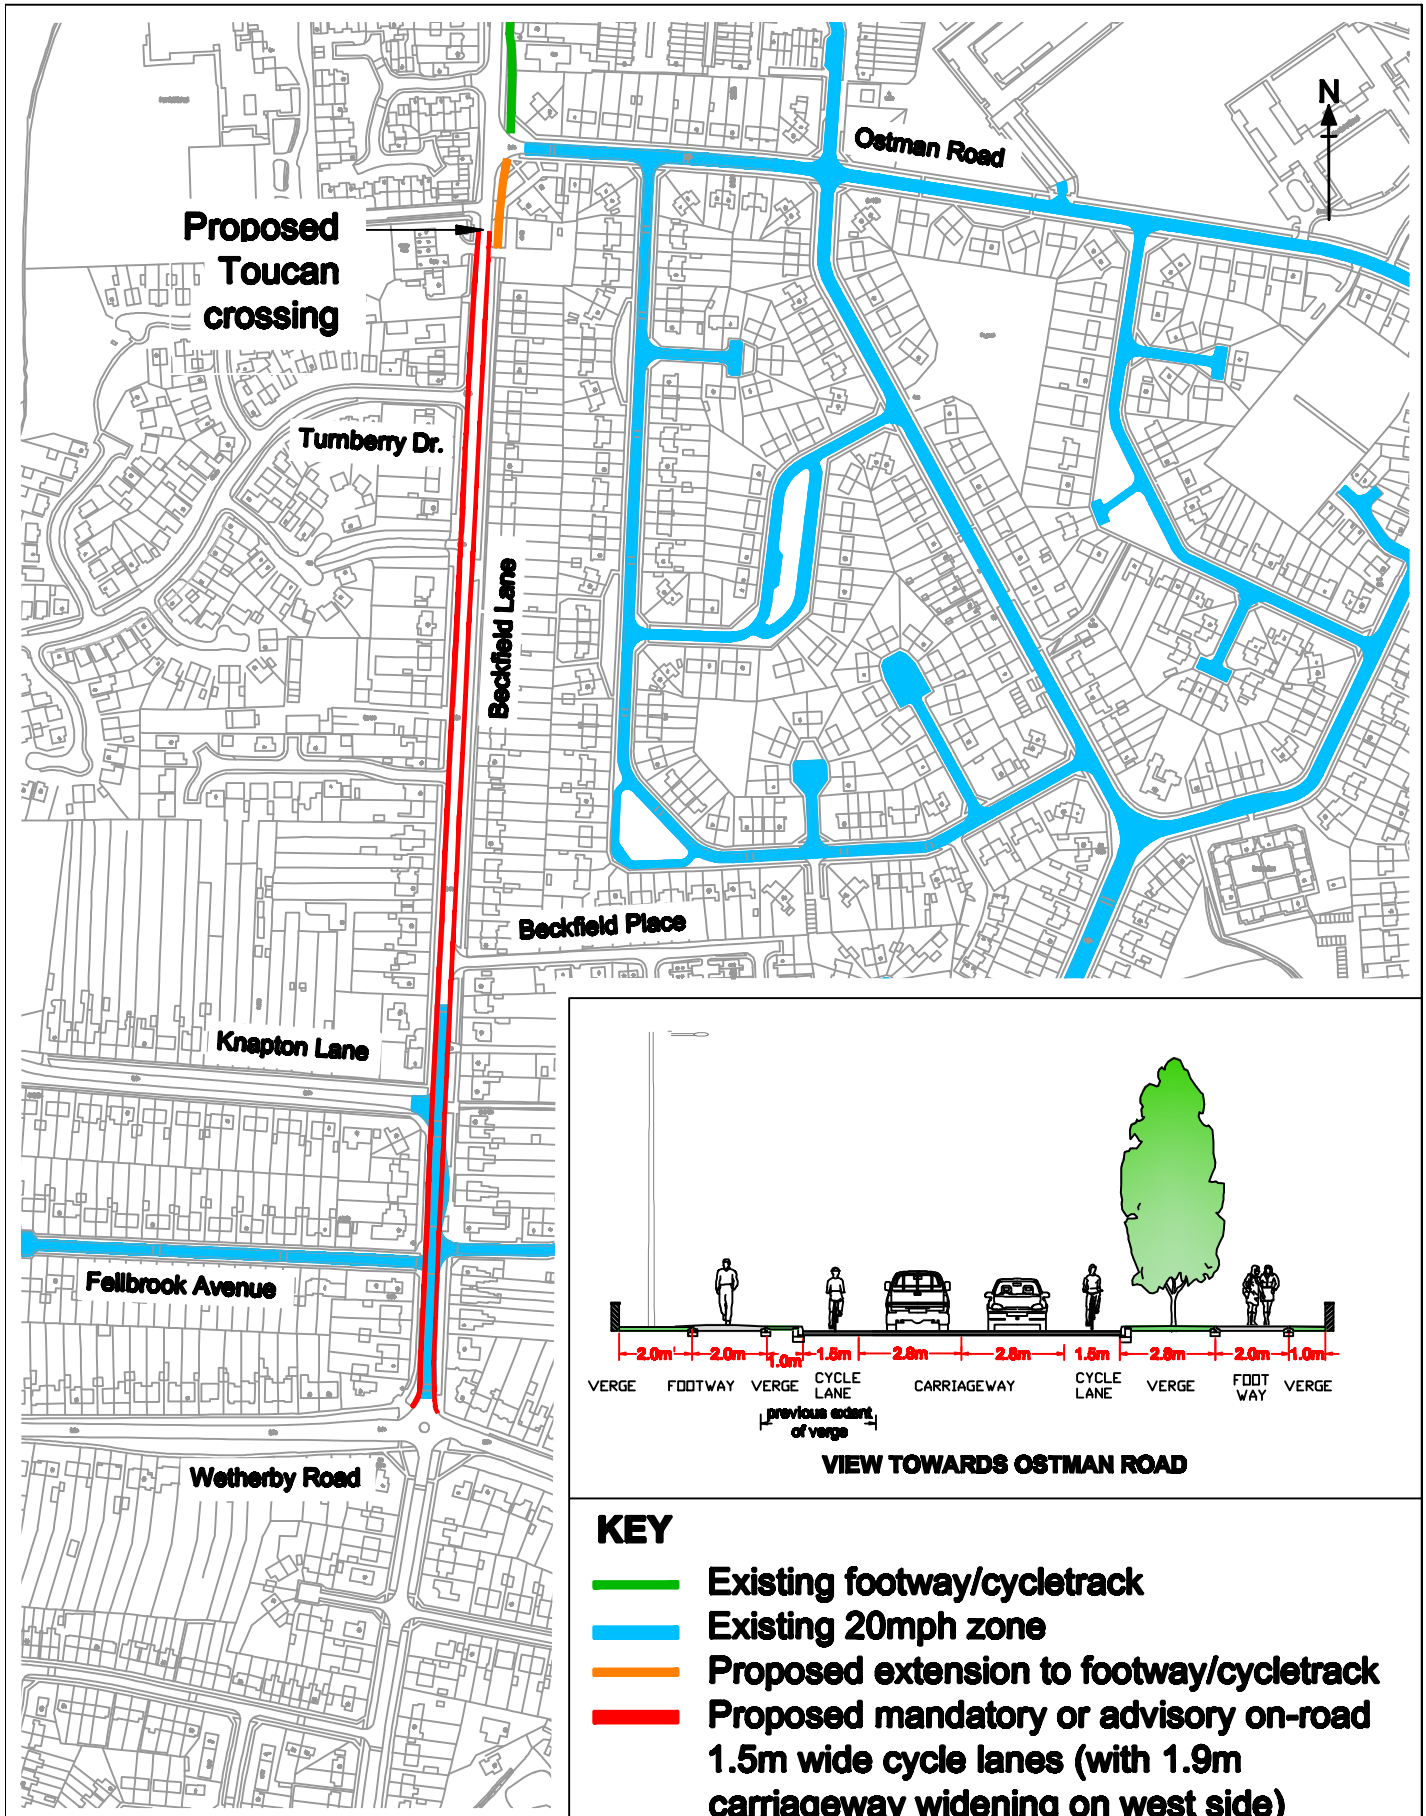 N
Ostman Road
Proposed
Toucan
crossing
Turnberry Dr.
Beckfield Lane
Beckfield Place
Knapton Lane
Fellbrook Avenue
Wetherby Road
2.0m
2.0m
1.0m
1.5m
2.8m
2.8m
1.5m
2.8m
2.0m
1.0m
VERGE
FOOTWAY
VERGE
CYCLE
LANE
CARRIAGEWAY
CYCLE
LANE
VERGE
FOOT
WAY
VERGE
previous extent
of verge
VIEW TOWARDS OSTMAN ROAD
KEY
Existing footway/cycletrack
Existing 20mph zone
Proposed extension to footway/cycletrack
Proposed mandatory or advisory on-road
1.5m wide cycle lanes (with 1.9m
carriageway widening on west side)